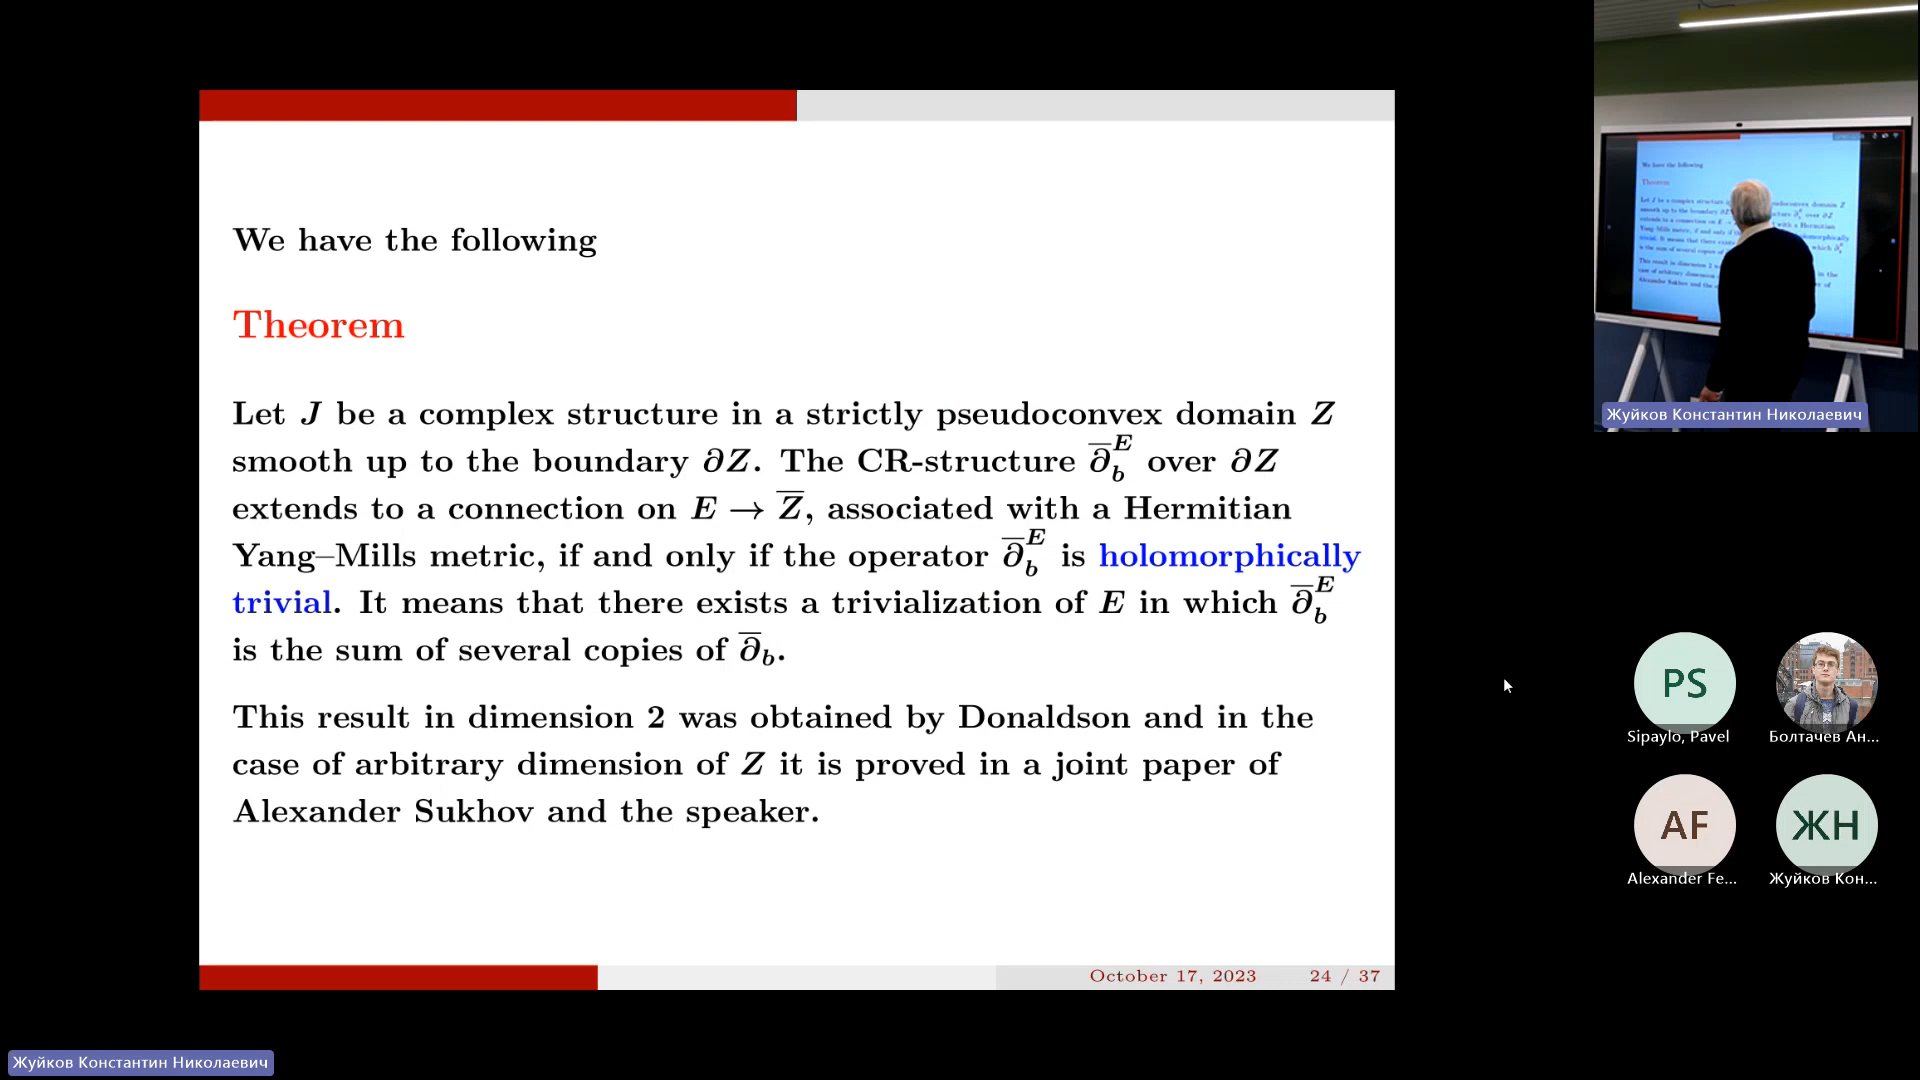 We have the following
Theorem
Let J be a complex structure in a strictly pseudoconvex domain Z
smooth up to the boundary ∂Z. The CR-structure ∂̅_b^E over ∂Z
extends to a connection on E → Z̅, associated with a Hermitian
Yang–Mills metric, if and only if the operator ∂̅_b^E is holomorphically
trivial. It means that there exists a trivialization of E in which ∂̅_b^E
is the sum of several copies of ∂̅_b.
This result in dimension 2 was obtained by Donaldson and in the
case of arbitrary dimension of Z it is proved in a joint paper of
Alexander Sukhov and the speaker.
October 17, 2023 24 / 37
We have the following
Theorem
Жуйков Константин Николаевич
PS
Sipaylo, Pavel
Болтачев Ан...
AF
Alexander Fe...
ЖН
Жуйков Кон...
Жуйков Константин Николаевич